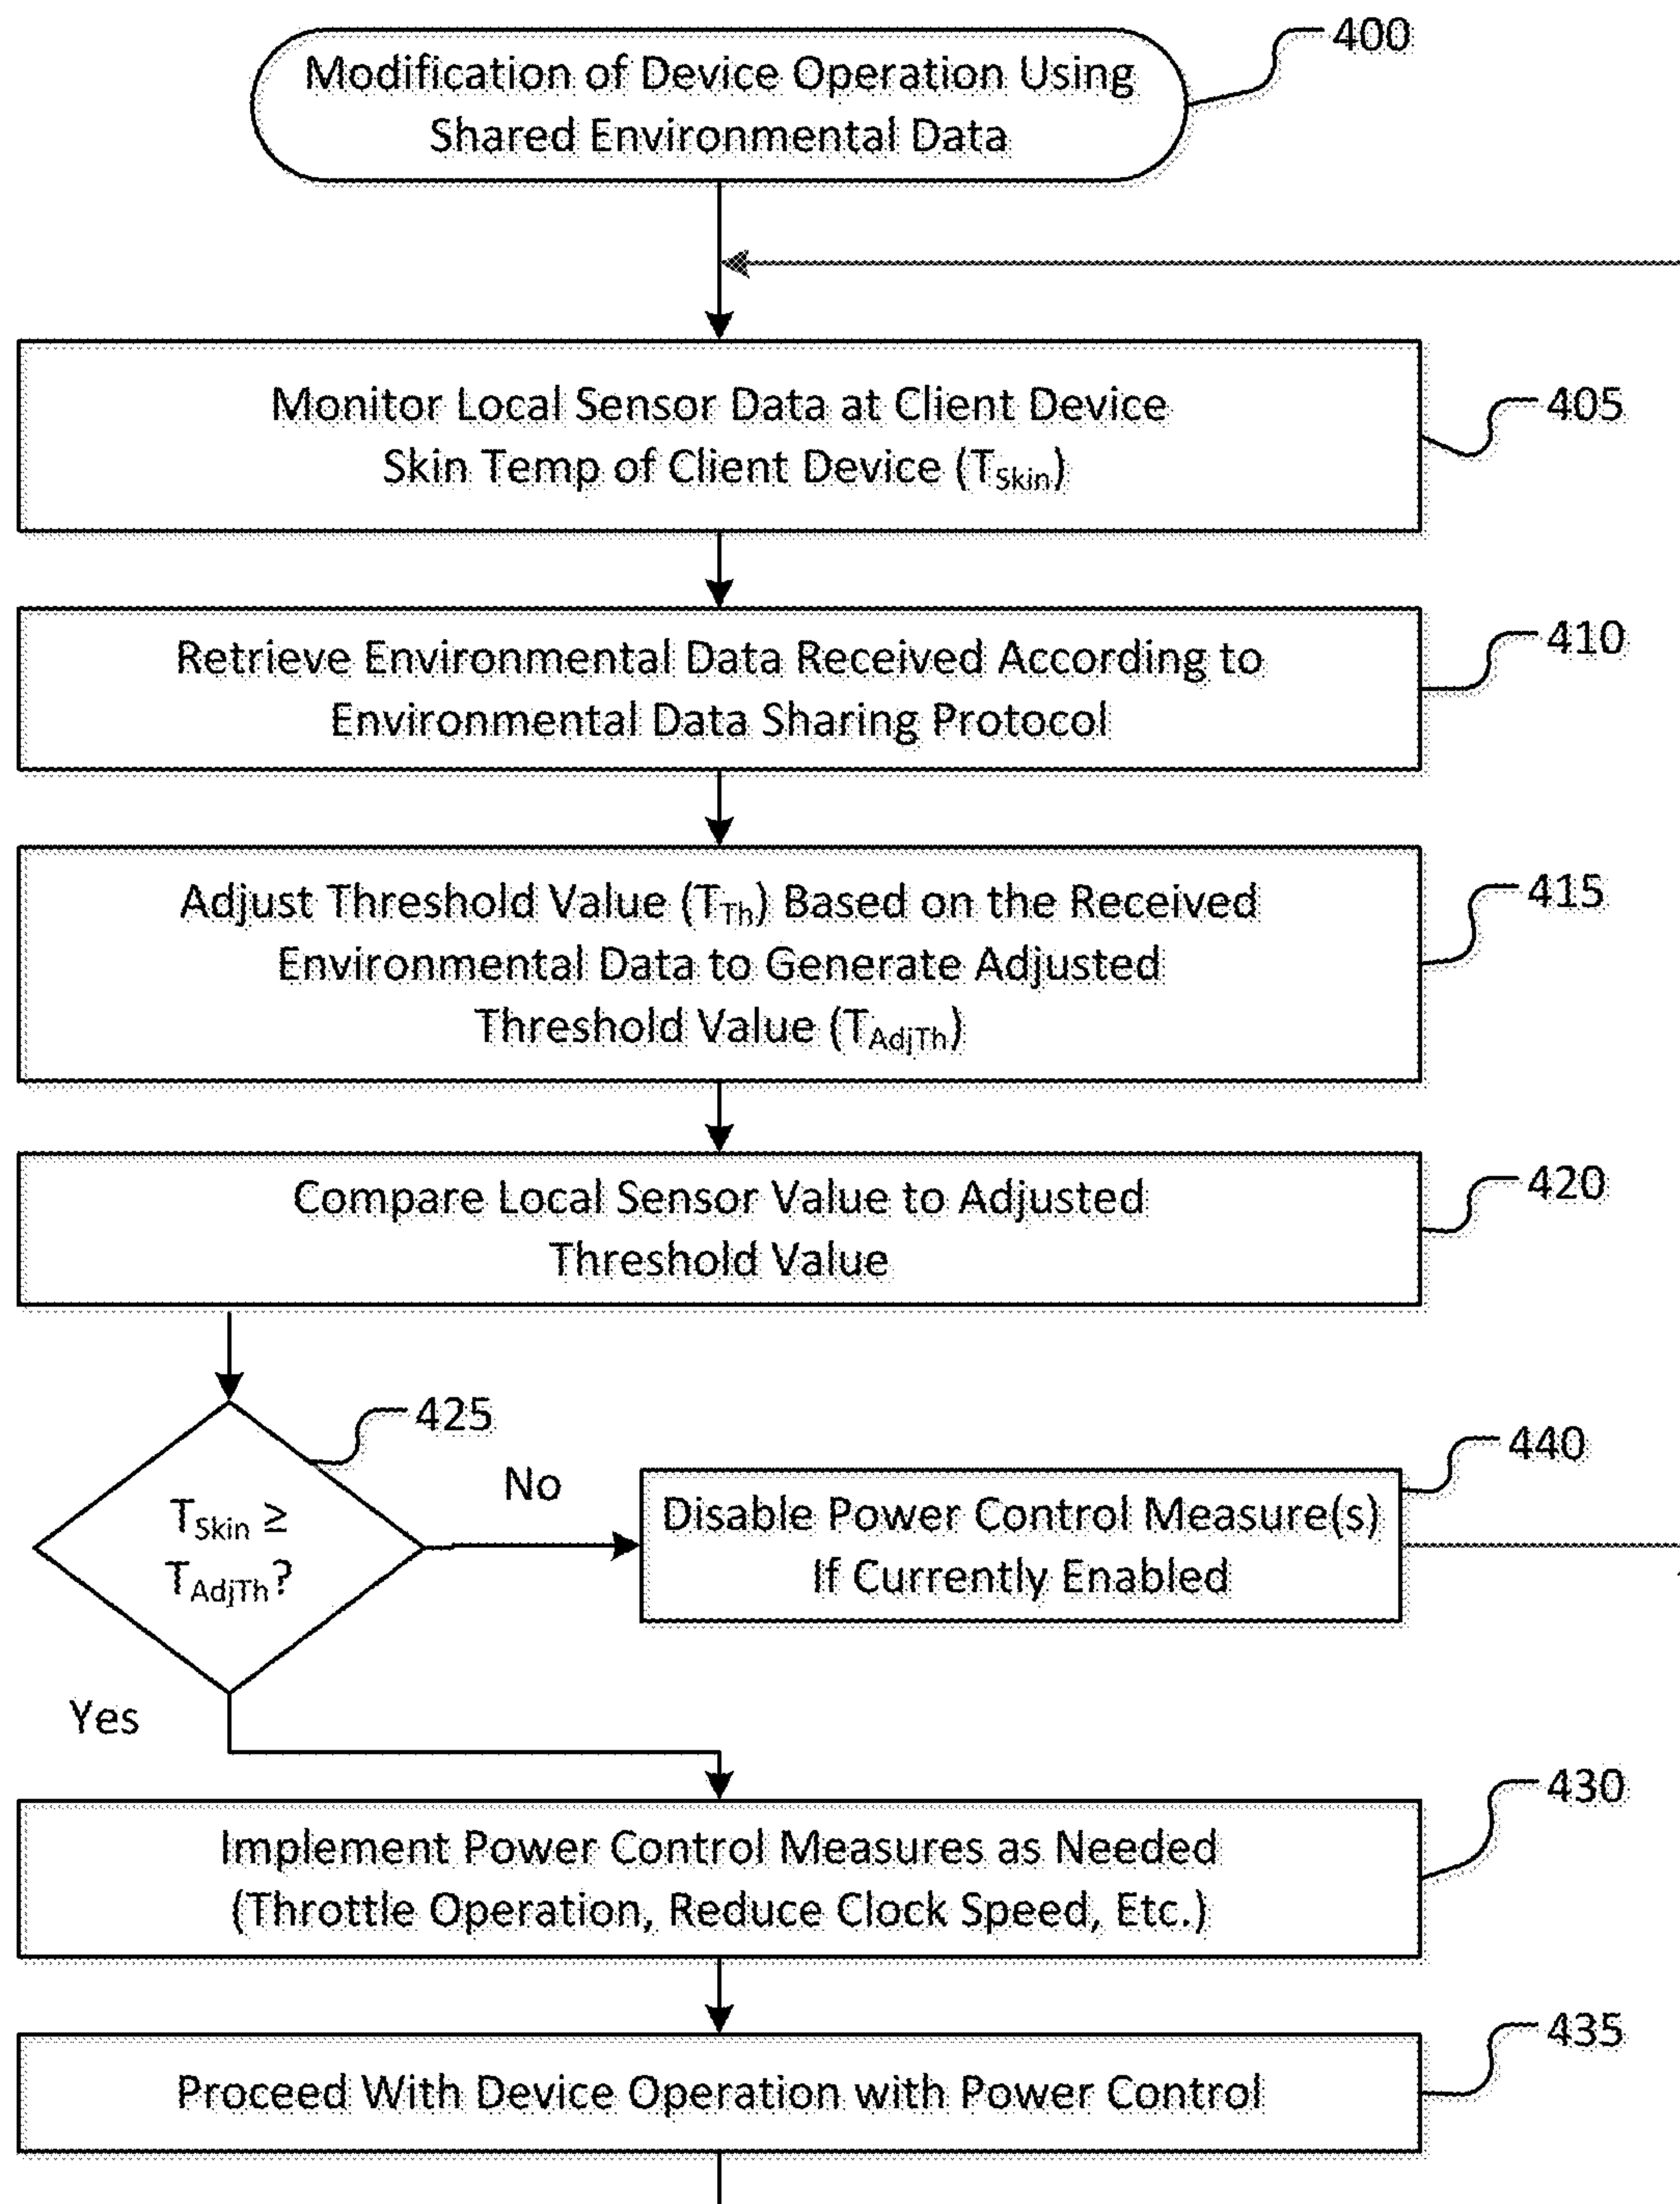 400
Modification of Device Operation Using
Shared Environmental Data
Monitor Local Sensor Data at Client Device
Skin Temp of Client Device (TSkin)
405
Retrieve Environmental Data Received According to
Environmental Data Sharing Protocol
410
Adjust Threshold Value (TTh) Based on the Received
Environmental Data to Generate Adjusted
Threshold Value (TAdjTh)
415
Compare Local Sensor Value to Adjusted
Threshold Value
420
425
TSkin ≥
TAdjTh?
No
440
Disable Power Control Measure(s)
If Currently Enabled
Yes
430
Implement Power Control Measures as Needed
(Throttle Operation, Reduce Clock Speed, Etc.)
435
Proceed With Device Operation with Power Control